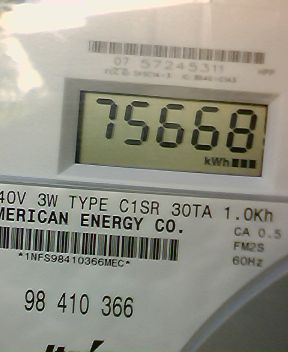 07 57245311
HPP
75668
kWh
40V 3W TYPE C1SR 30TA 1.0Kh
MERICAN ENERGY CO.
CA 0.5
FM2S
60Hz
*1NFS98410366MEC*
98 410 366